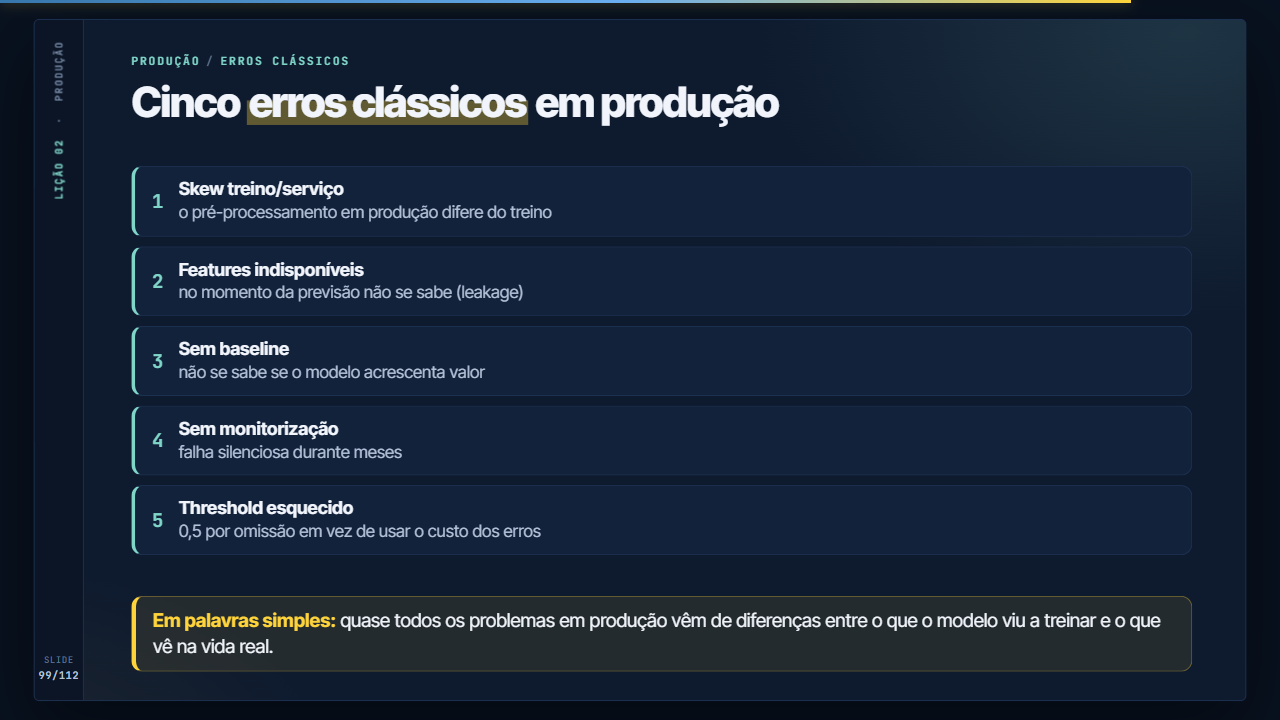 PRODUÇÃO / ERROS CLÁSSICOS
Cinco erros clássicos em produção
1
Skew treino/serviço
o pré-processamento em produção difere do treino
2
Features indisponíveis
no momento da previsão não se sabe (leakage)
3
Sem baseline
não se sabe se o modelo acrescenta valor
4
Sem monitorização
falha silenciosa durante meses
5
Threshold esquecido
0,5 por omissão em vez de usar o custo dos erros
Em palavras simples: quase todos os problemas em produção vêm de diferenças entre o que o modelo viu a treinar e o que
vê na vida real.
LIÇÃO 02 · PRODUÇÃO
SLIDE
99/112